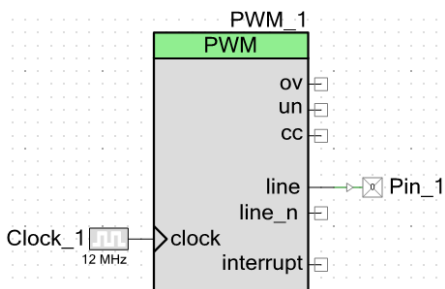 PWM_1
PWM
ov
un
cc
line
Pin_1
line_n
Clock_1
clock
12 MHz
interrupt